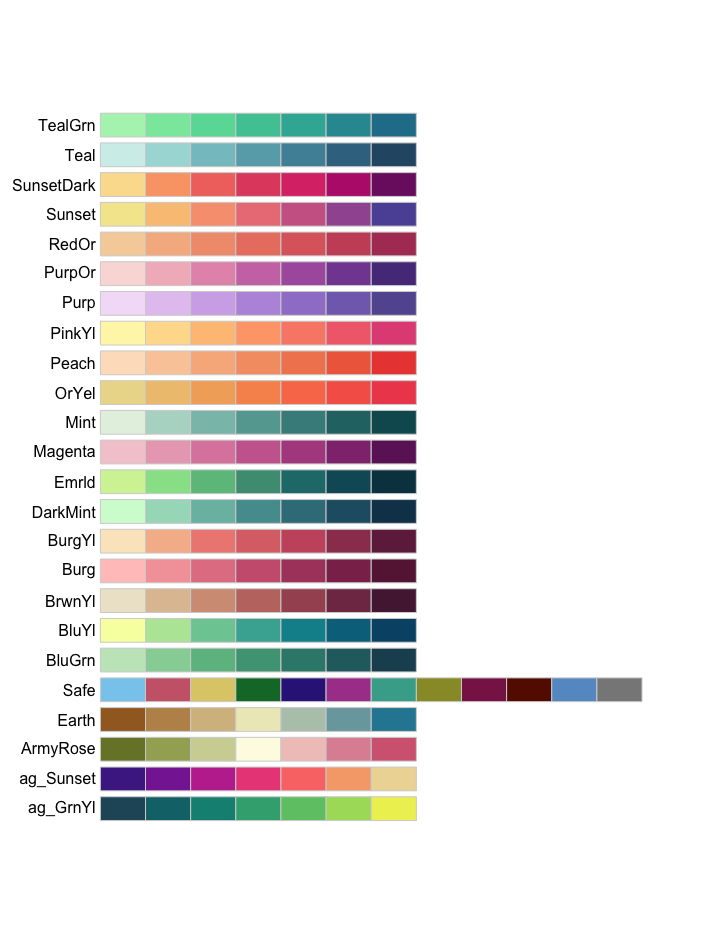 TealGrn
Teal
SunsetDark
Sunset
RedOr
PurpOr
Purp
PinkYl
Peach
OrYel
Mint
Magenta
Emrld
DarkMint
BurgYl
Burg
BrwnYl
BluYl
BluGrn
Safe
Earth
ArmyRose
ag_Sunset
ag_GrnYl